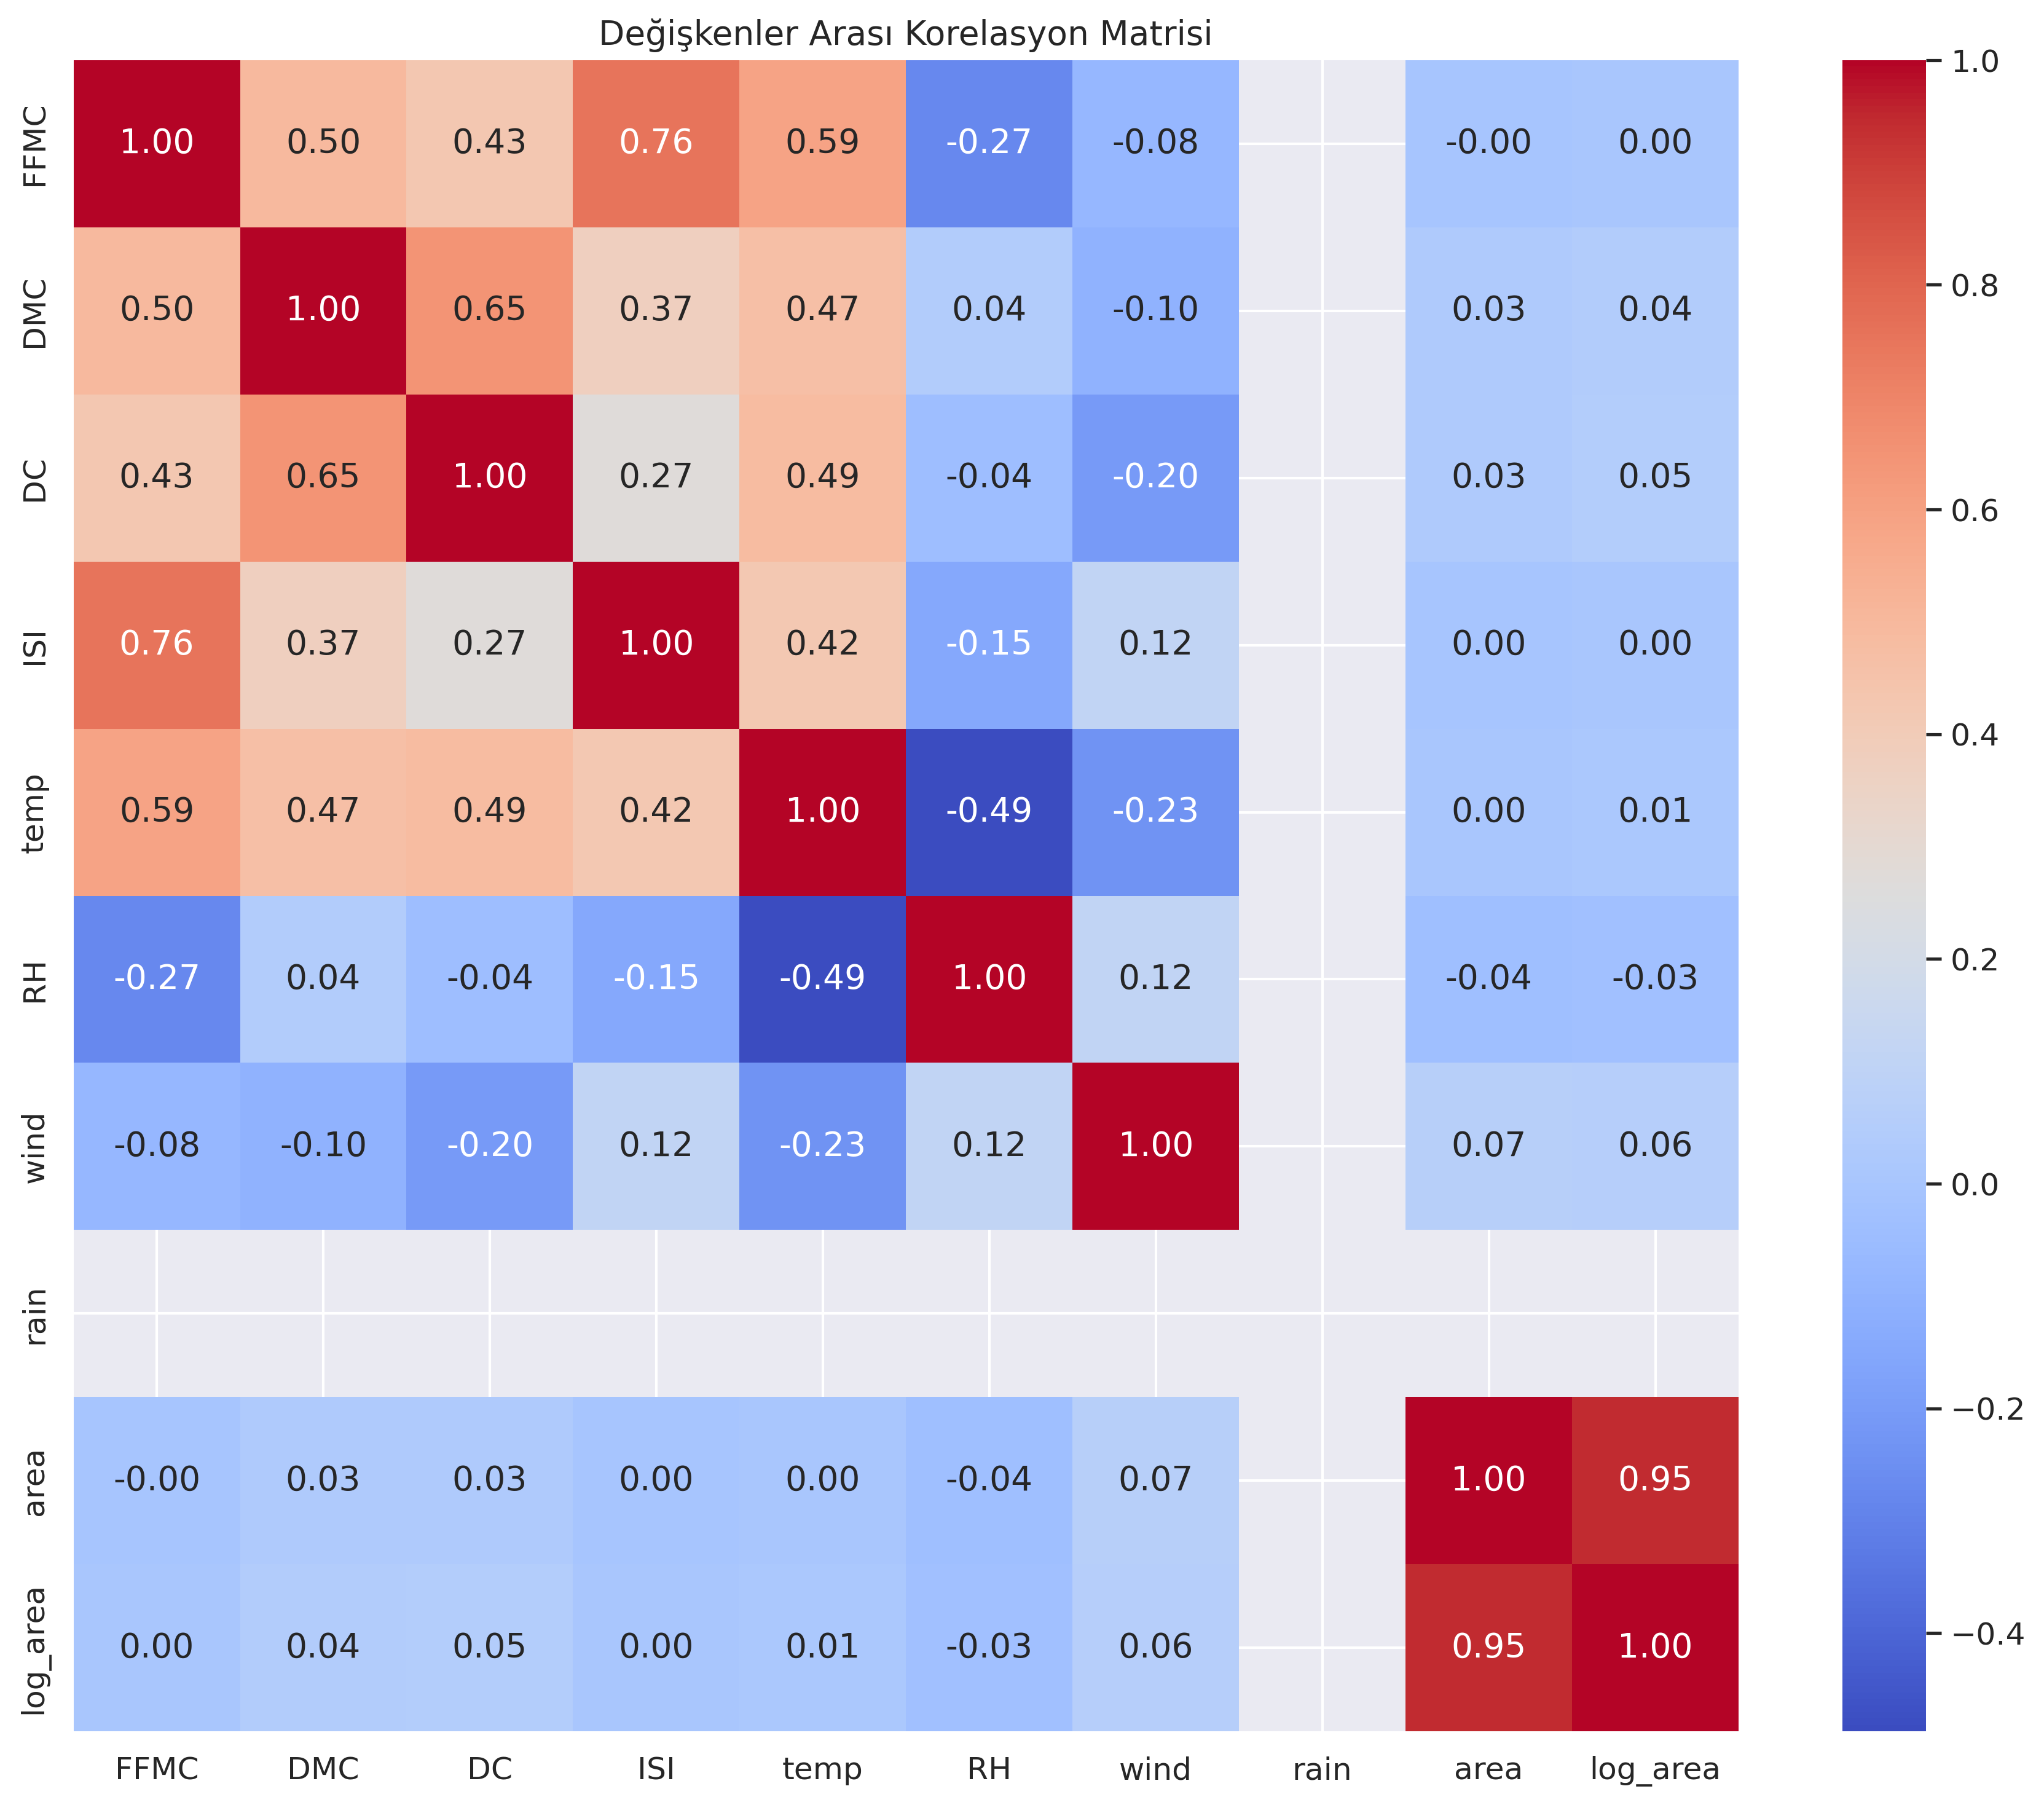 Değişkenler Arası Korelasyon Matrisi
FFMC 1.00 0.50 0.43 0.76 0.59 -0.27 -0.08 -0.00 0.00
DMC 0.50 1.00 0.65 0.37 0.47 0.04 -0.10 0.03 0.04
DC 0.43 0.65 1.00 0.27 0.49 -0.04 -0.20 0.03 0.05
ISI 0.76 0.37 0.27 1.00 0.42 -0.15 0.12 0.00 0.00
temp 0.59 0.47 0.49 0.42 1.00 -0.49 -0.23 0.00 0.01
RH -0.27 0.04 -0.04 -0.15 -0.49 1.00 0.12 -0.04 -0.03
wind -0.08 -0.10 -0.20 0.12 -0.23 0.12 1.00 0.07 0.06
rain
area -0.00 0.03 0.03 0.00 0.00 -0.04 0.07 1.00 0.95
log_area 0.00 0.04 0.05 0.00 0.01 -0.03 0.06 0.95 1.00
FFMC DMC DC ISI temp RH wind rain area log_area
1.0
0.8
0.6
0.4
0.2
0.0
−0.2
−0.4